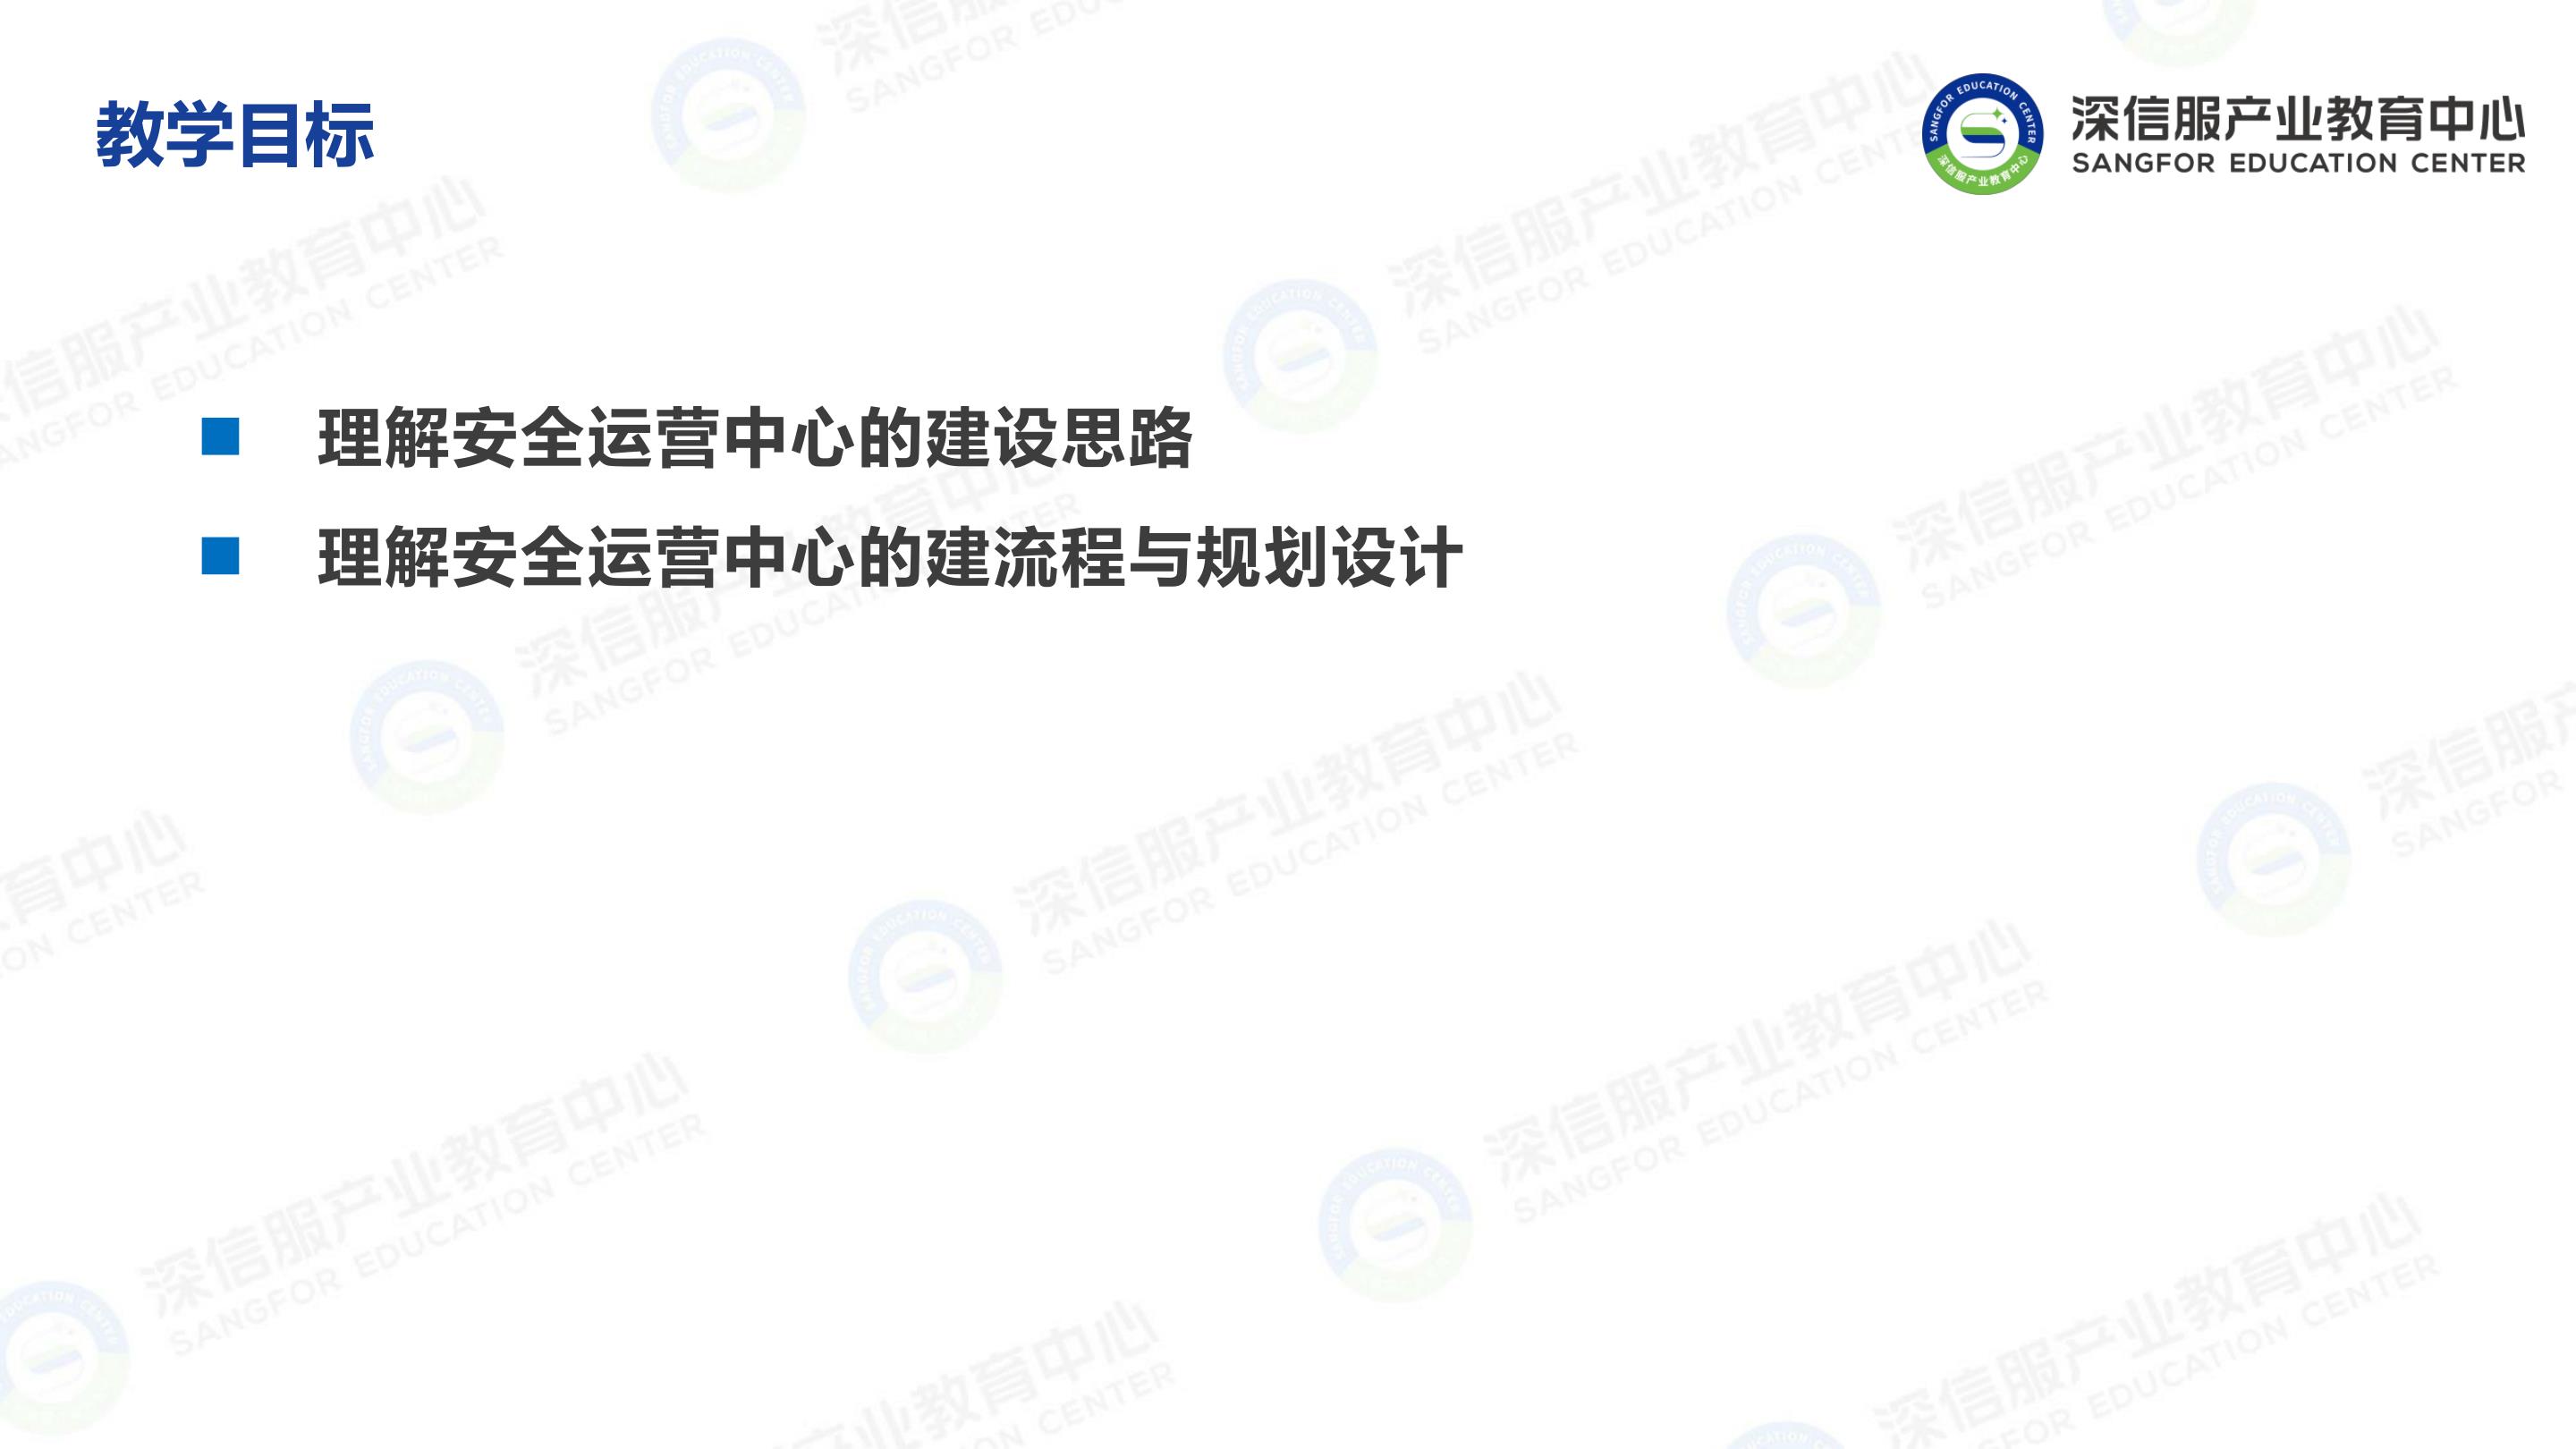 教学目标
深信服产业教育中心
SANGFOR EDUCATION CENTER
理解安全运营中心的建设思路
理解安全运营中心的建流程与规划设计